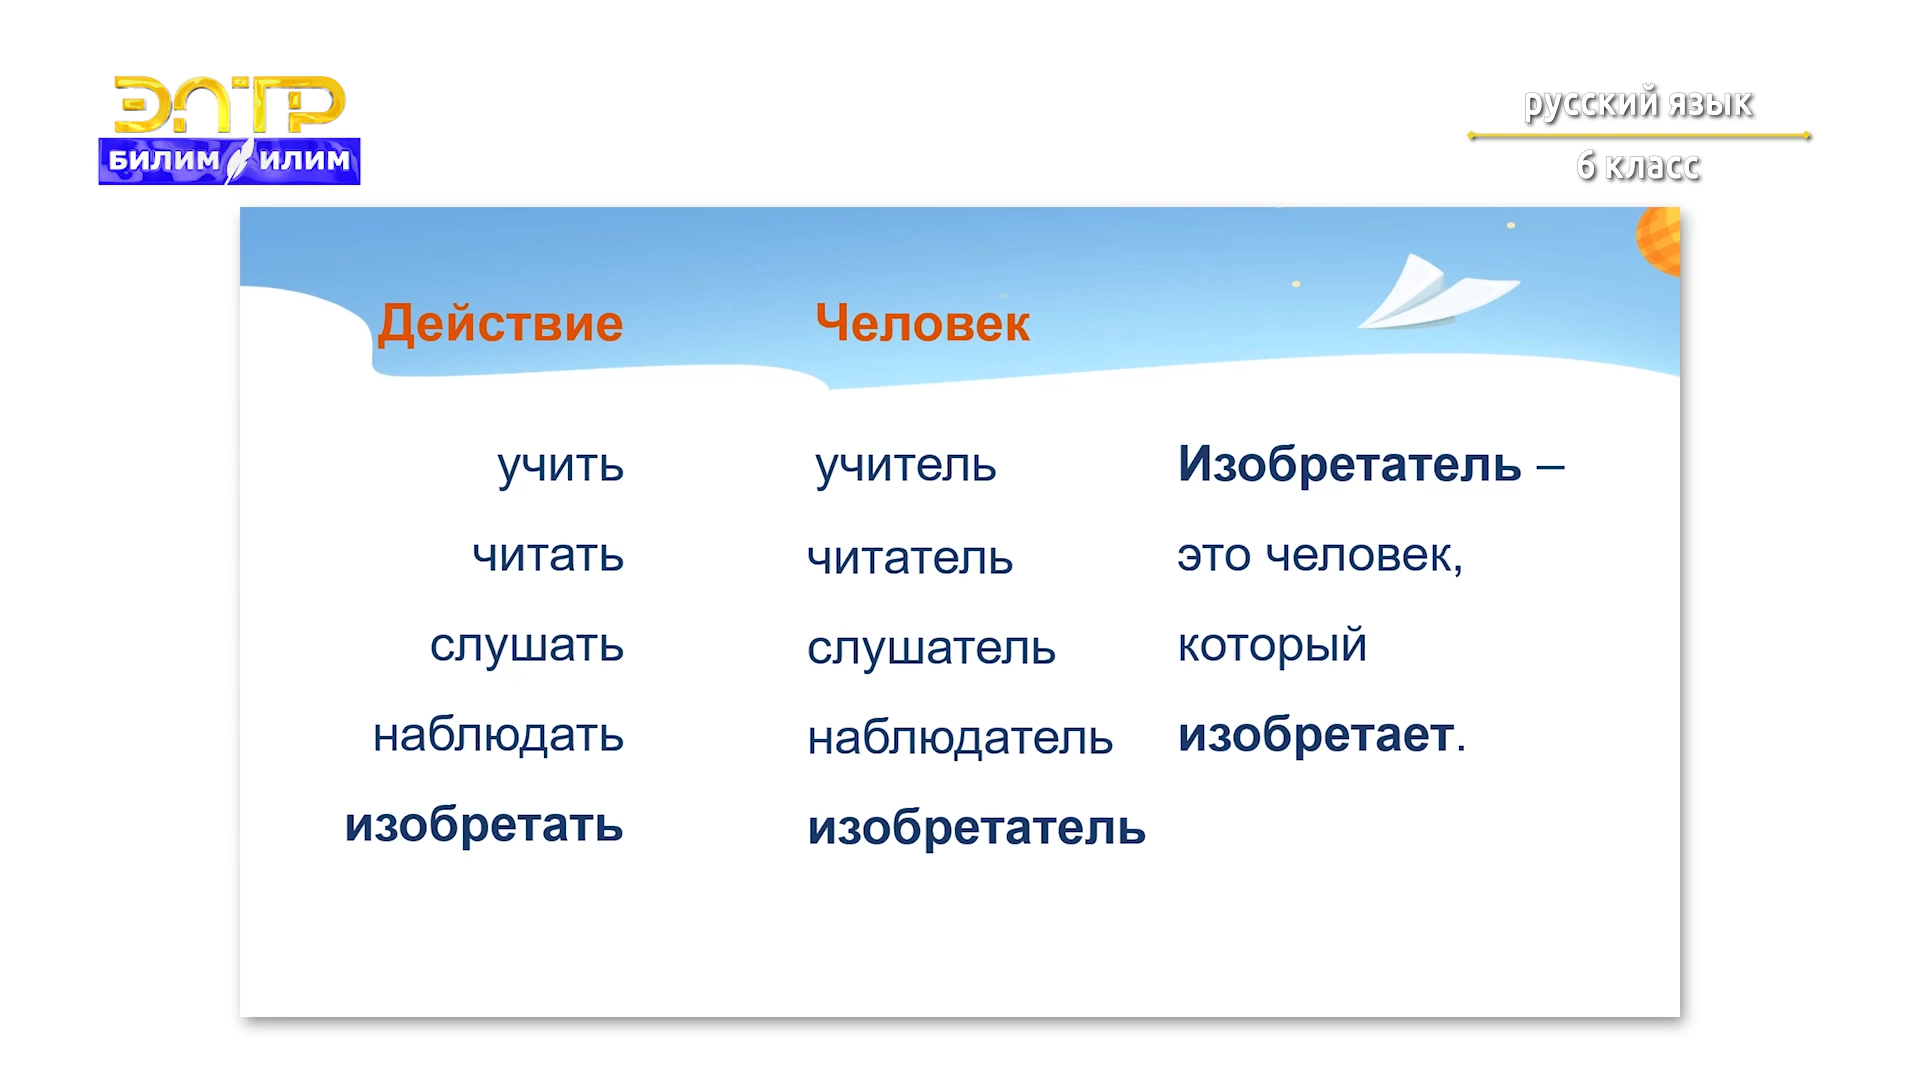 ЭЛТР
БИЛИМ ИЛИМ
русский язык
6 класс
Действие
Человек
учить
учитель
Изобретатель –
читать
читатель
это человек,
слушать
слушатель
который
наблюдать
наблюдатель
изобретает.
изобретать
изобретатель